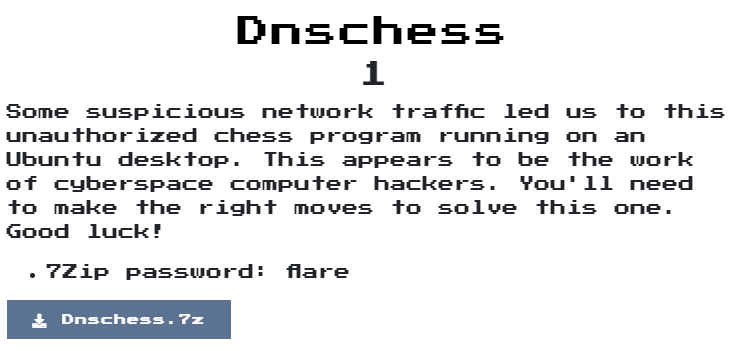 Dnschess
1
Some suspicious network traffic led us to this
unauthorized chess program running on an
Ubuntu desktop. This appears to be the work
of cyberspace computer hackers. You'll need
to make the right moves to solve this one.
Good luck!
. 7Zip password: flare
Dnschess.7z